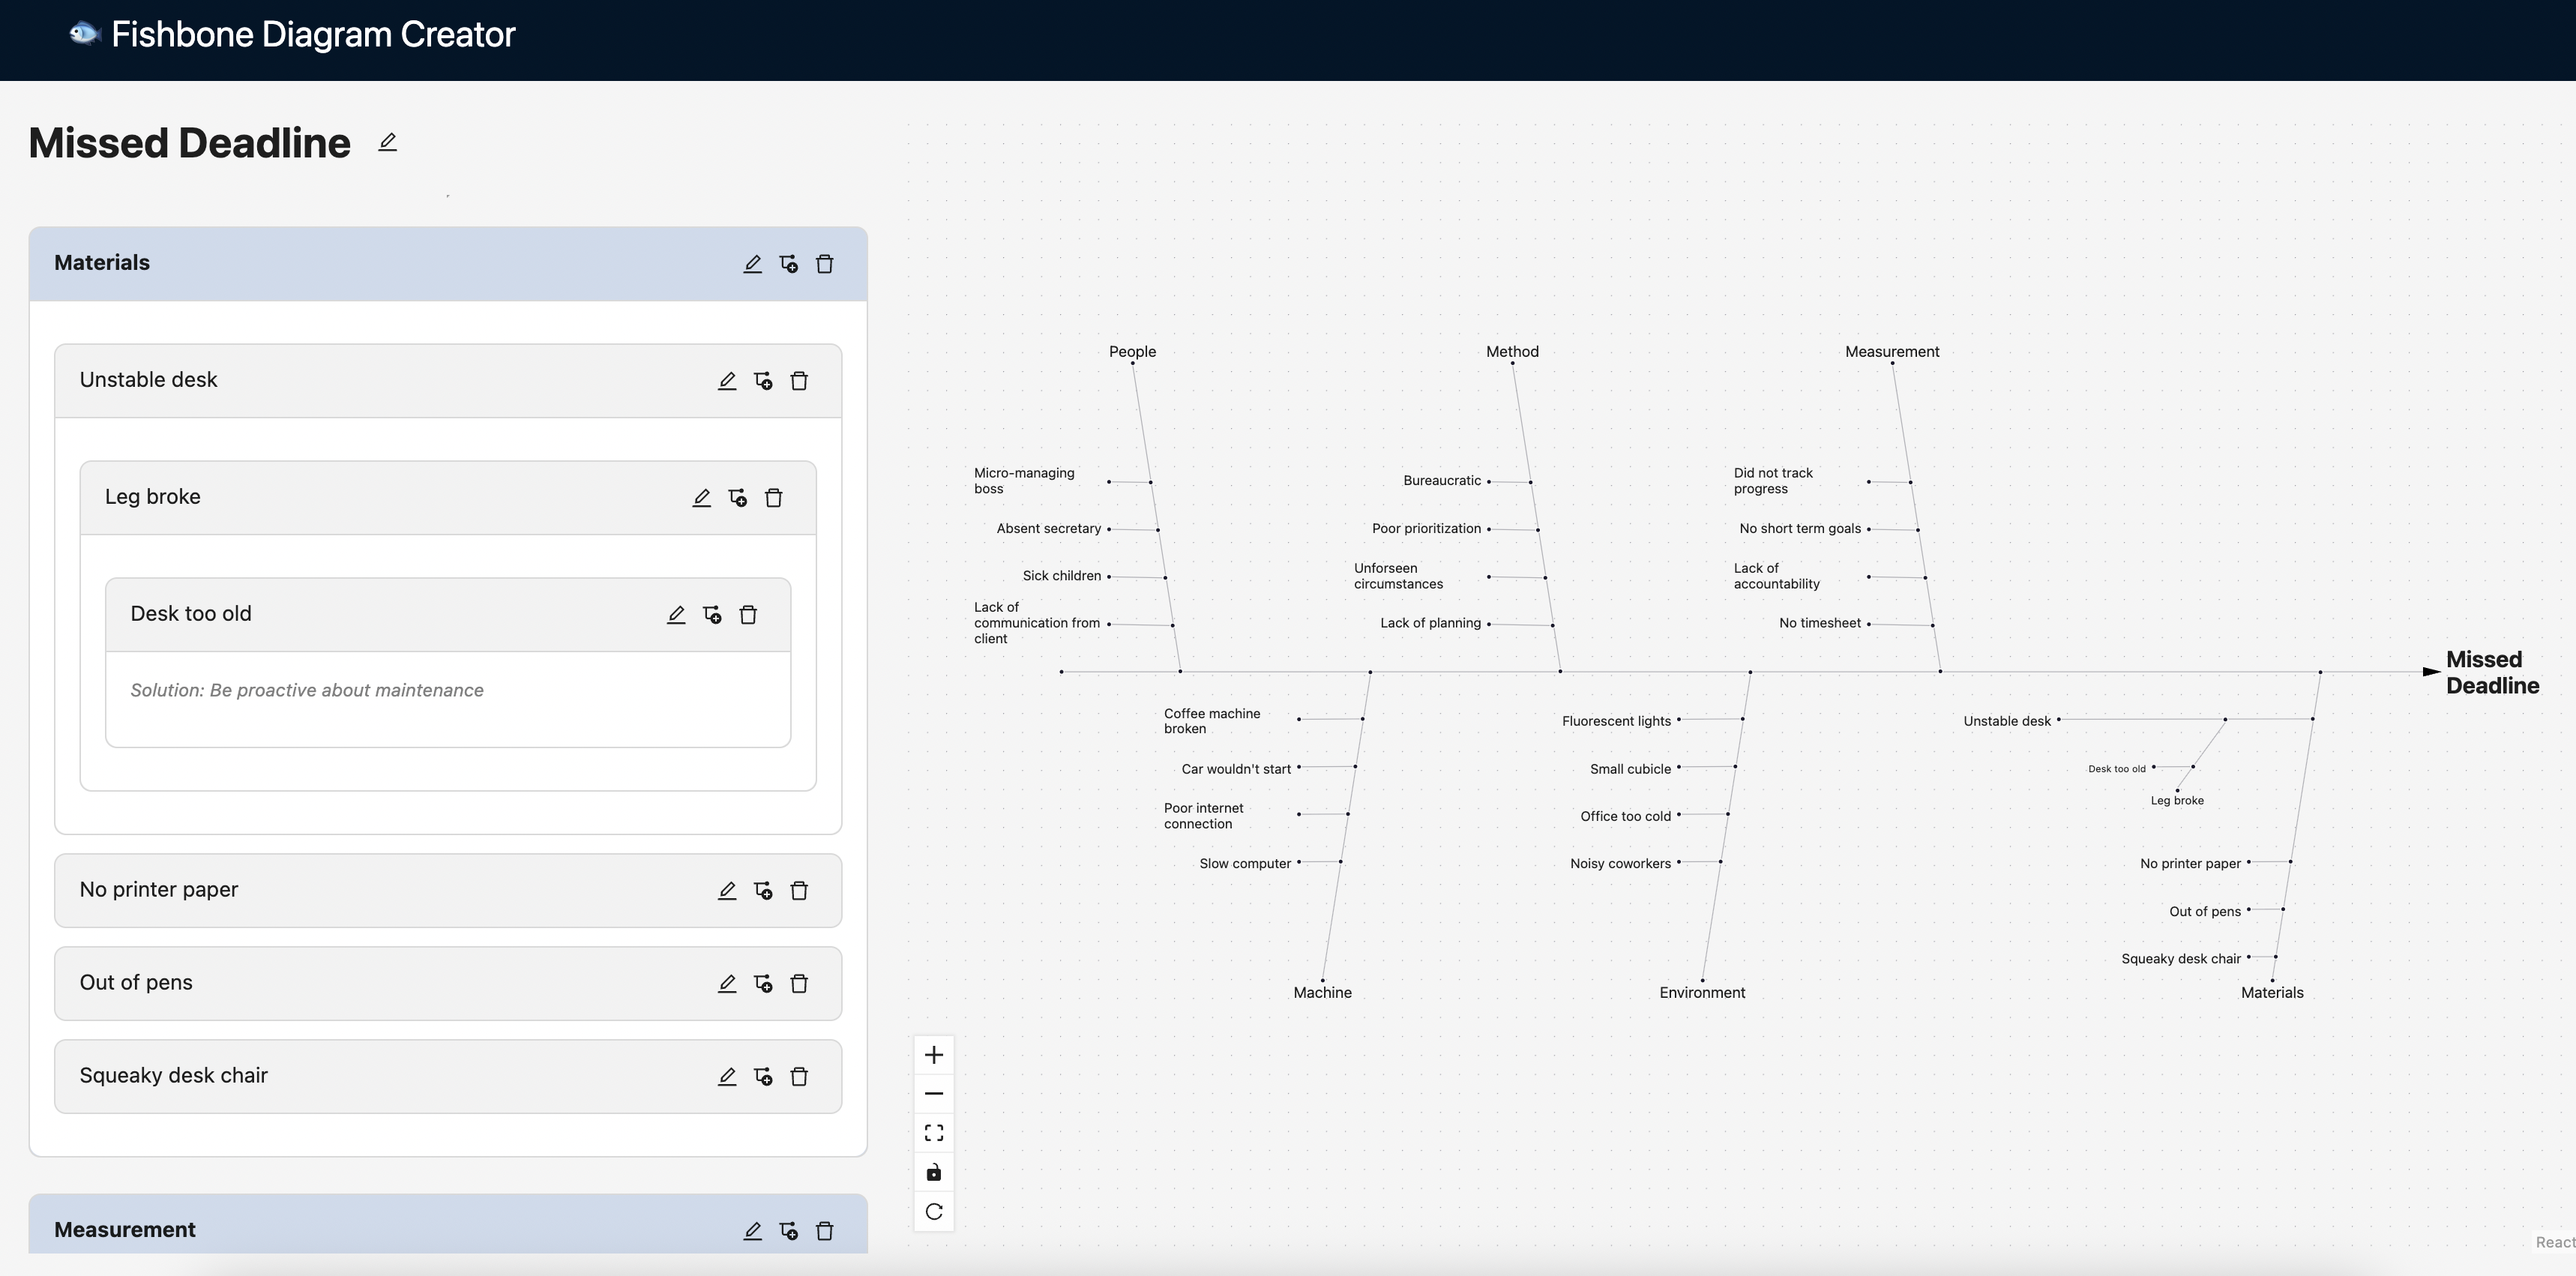 Fishbone Diagram Creator
Missed Deadline
Materials
Unstable desk
Leg broke
Desk too old
Solution: Be proactive about maintenance
No printer paper
Out of pens
Squeaky desk chair
Measurement
People
Micro-managing
boss
Absent secretary
Sick children
Lack of
communication from
client
Method
Bureaucratic
Poor prioritization
Unforseen
circumstances
Lack of planning
Measurement
Did not track
progress
No short term goals
Lack of
accountability
No timesheet
Missed
Deadline
Coffee machine
broken
Car wouldn't start
Poor internet
connection
Slow computer
Machine
Fluorescent lights
Small cubicle
Office too cold
Noisy coworkers
Environment
Unstable desk
Desk too old
Leg broke
No printer paper
Out of pens
Squeaky desk chair
Materials
React